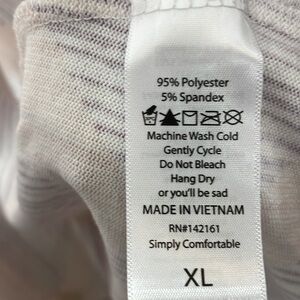 95% Polyester
5% Spandex
Machine Wash Cold
Gently Cycle
Do Not Bleach
Hang Dry
or you'll be sad
MADE IN VIETNAM
RN#142161
Simply Comfortable
XL